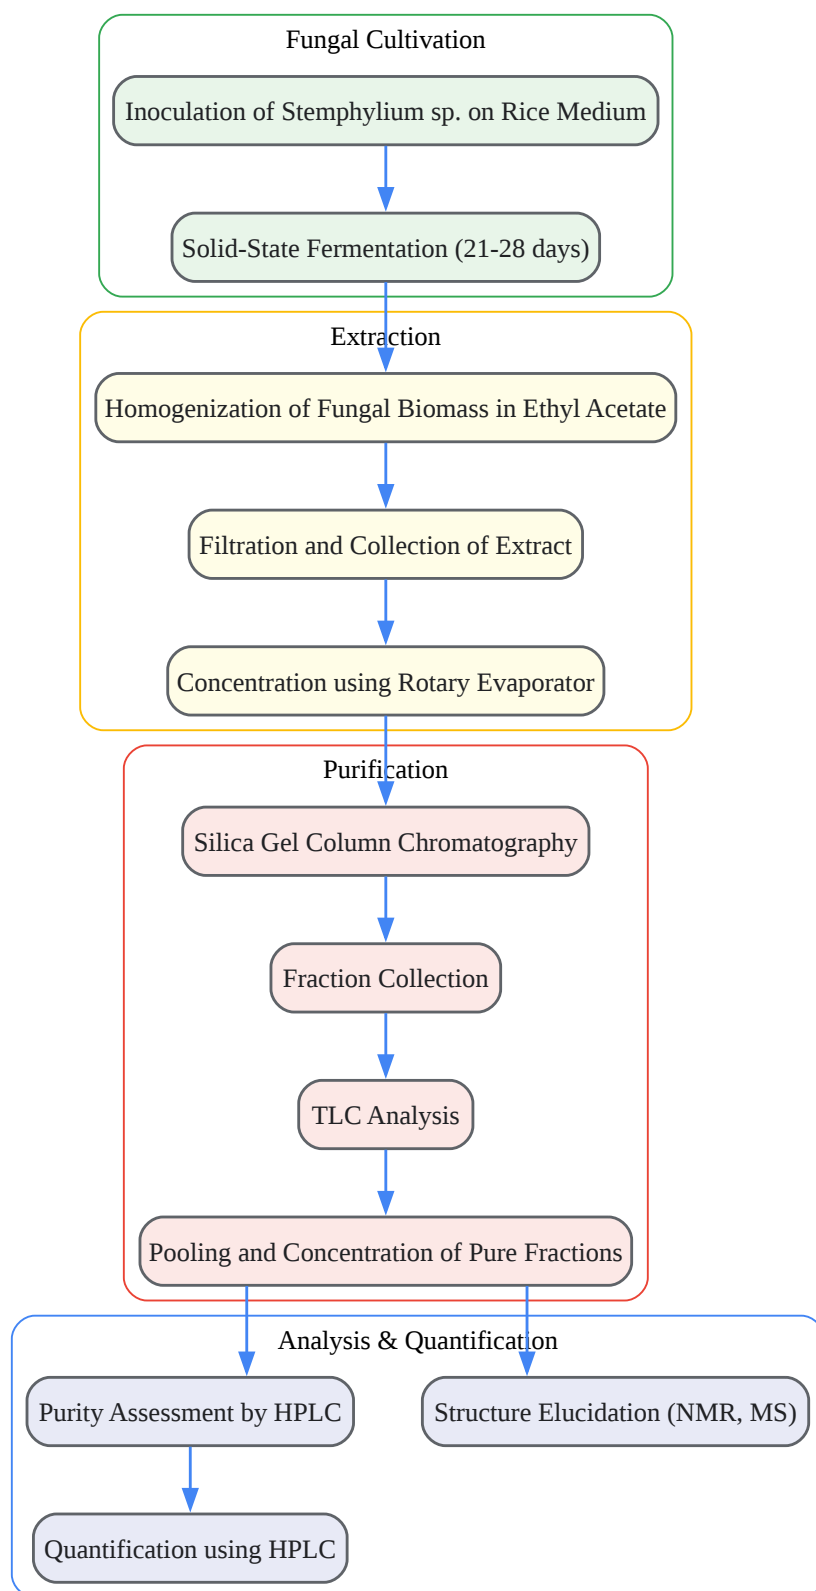 Fungal Cultivation
Inoculation of Stemphylium sp. on Rice Medium
Solid-State Fermentation (21-28 days)
Extraction
Homogenization of Fungal Biomass in Ethyl Acetate
Filtration and Collection of Extract
Concentration using Rotary Evaporator
Purification
Silica Gel Column Chromatography
Fraction Collection
TLC Analysis
Pooling and Concentration of Pure Fractions
Analysis & Quantification
Purity Assessment by HPLC
Structure Elucidation (NMR, MS)
Quantification using HPLC